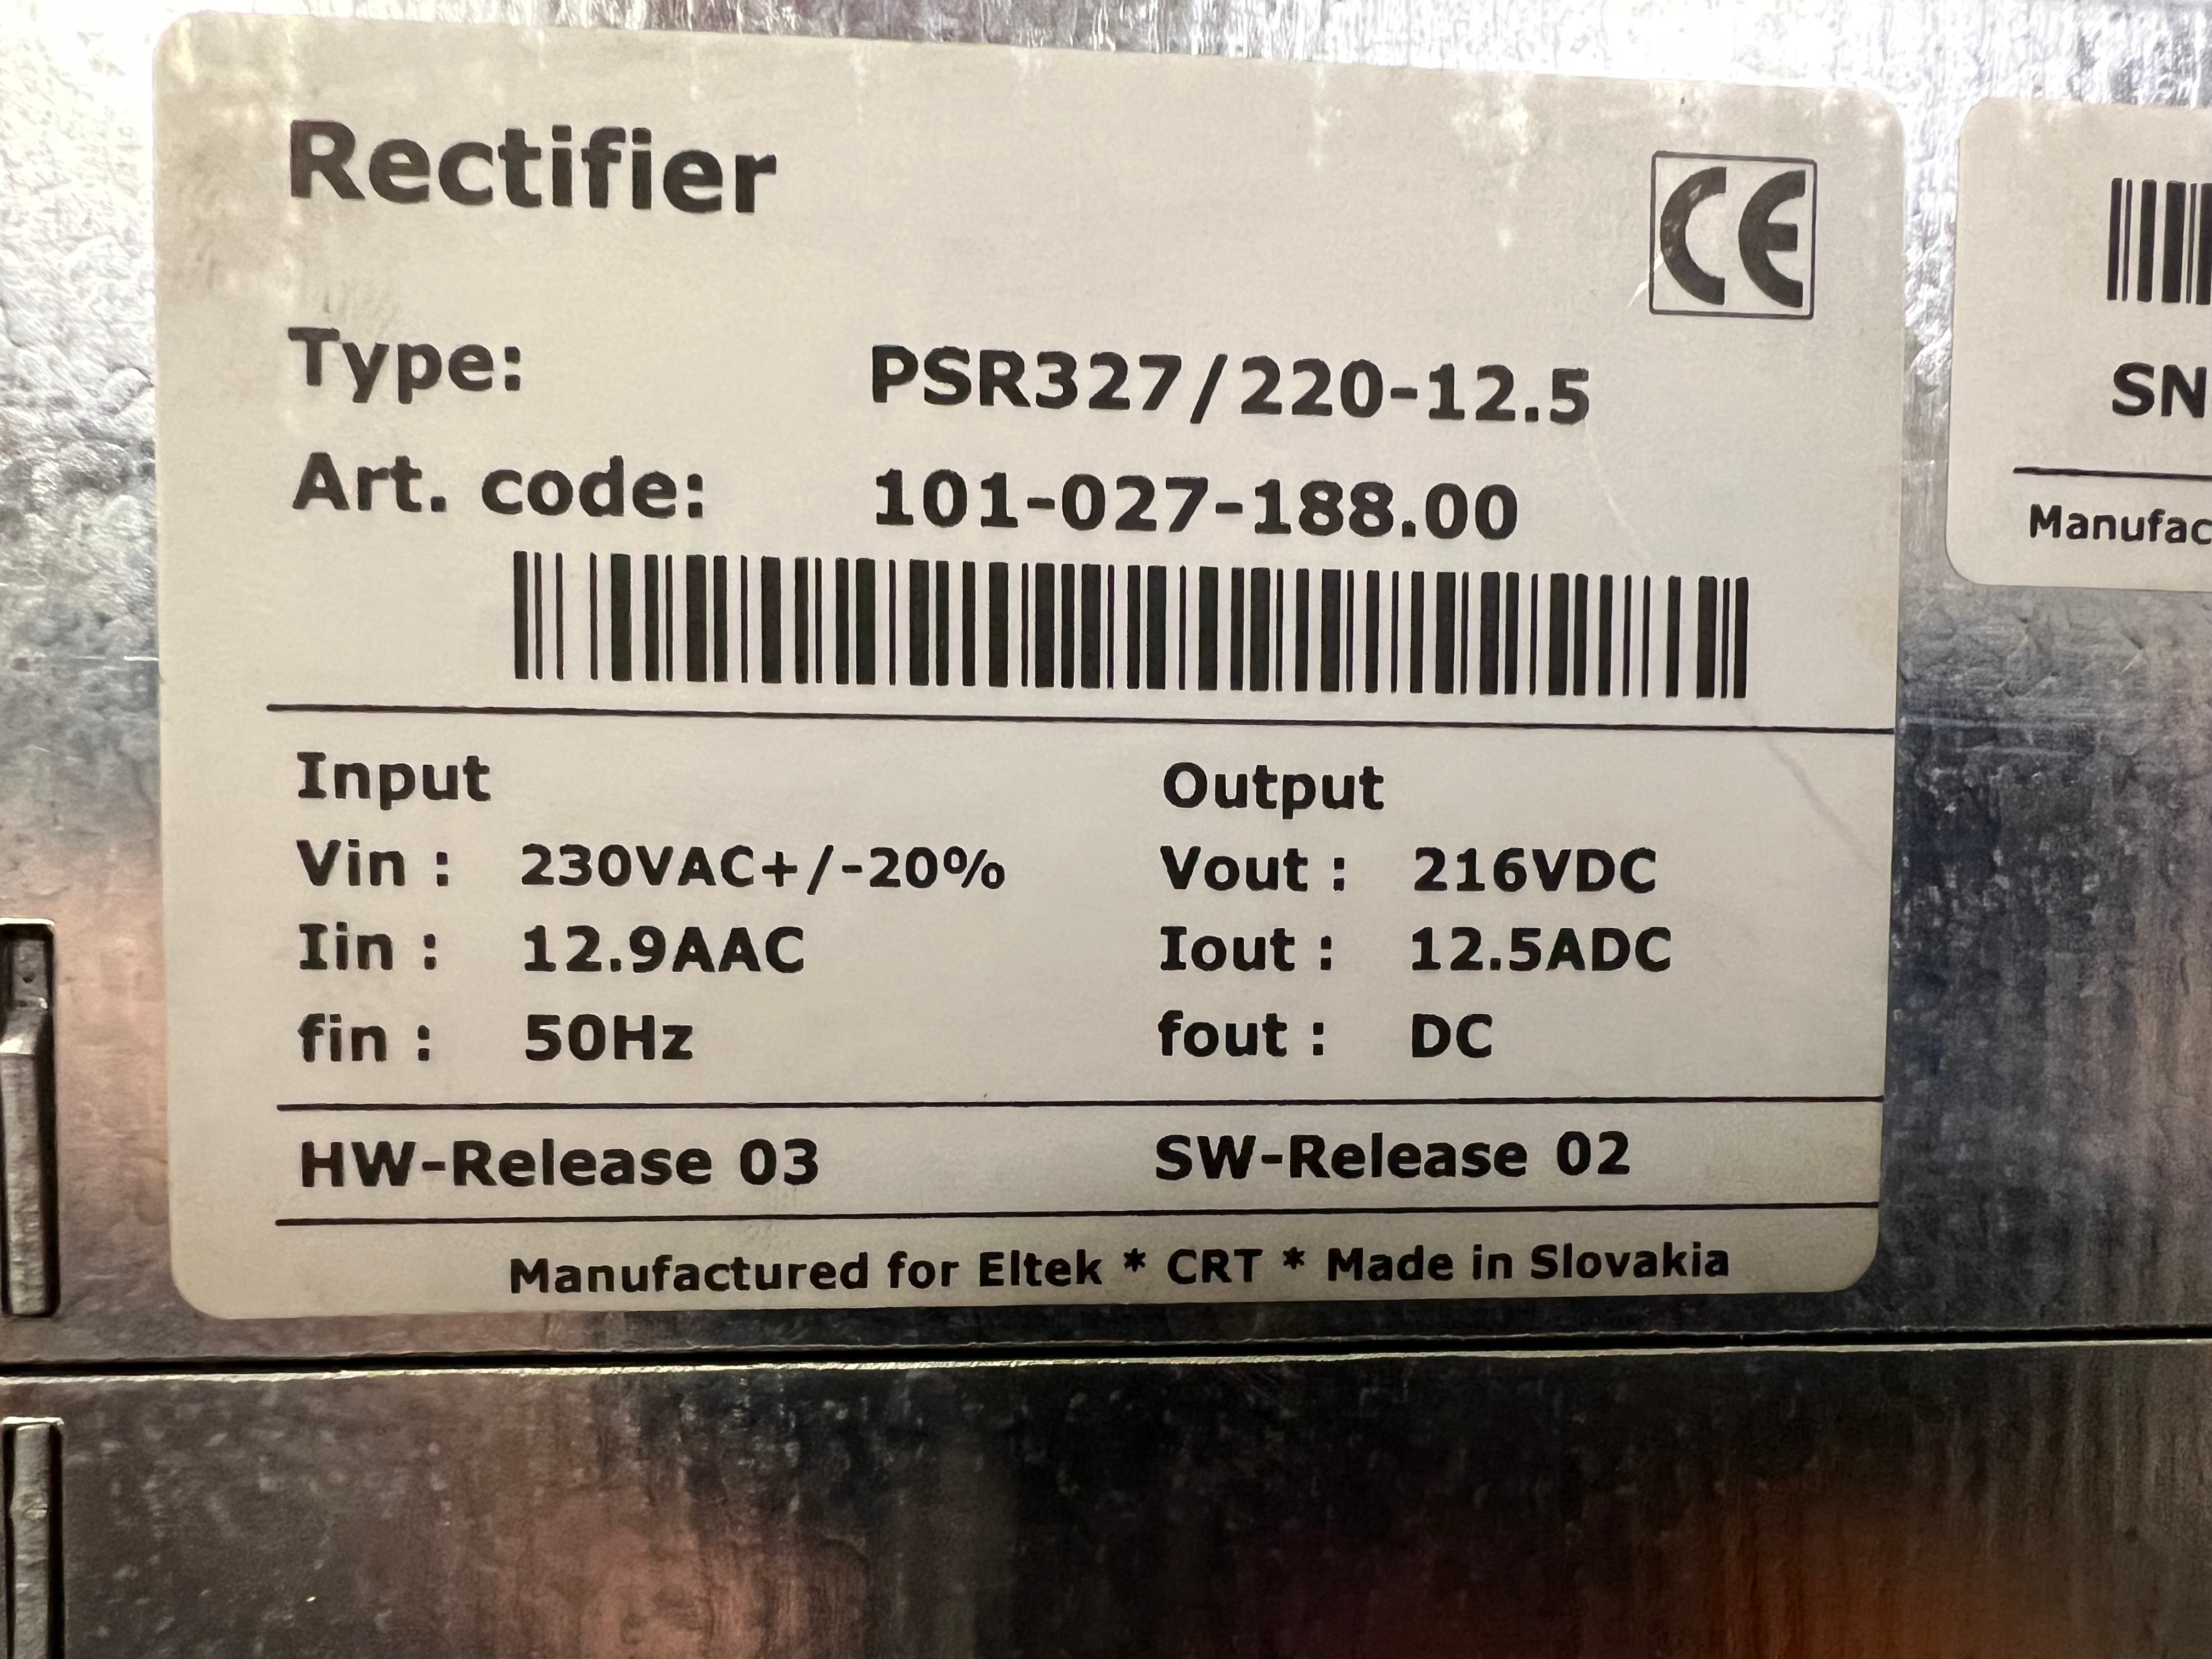 Rectifier
CE
Type: PSR327/220-12.5
Art. code: 101-027-188.00
Input Output
Vin : 230VAC+/-20% Vout : 216VDC
Iin : 12.9AAC Iout : 12.5ADC
fin : 50Hz fout : DC
HW-Release 03 SW-Release 02
Manufactured for Eltek * CRT * Made in Slovakia
SN
Manufac